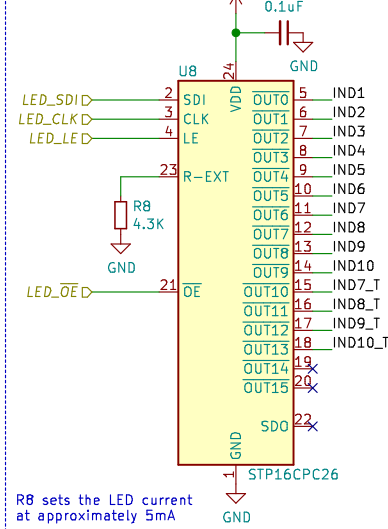 0.1uF
GND
U8
24
VDD
LED_SDI 2 SDI OUT0 5 IND1
LED_CLK 3 CLK OUT1 6 IND2
LED_LE 4 LE OUT2 7 IND3
OUT3 8 IND4
23 R-EXT OUT4 9 IND5
OUT5 10 IND6
R8 OUT6 11 IND7
4.3K OUT7 12 IND8
OUT8 13 IND9
GND OUT9 14 IND10
LED_OE 21 OE OUT10 15 IND7_T
OUT11 16 IND8_T
OUT12 17 IND9_T
OUT13 18 IND10_T
OUT14 19
OUT15 20
SDO 22
GND
1
STP16CPC26
R8 sets the LED current
at approximately 5mA
GND